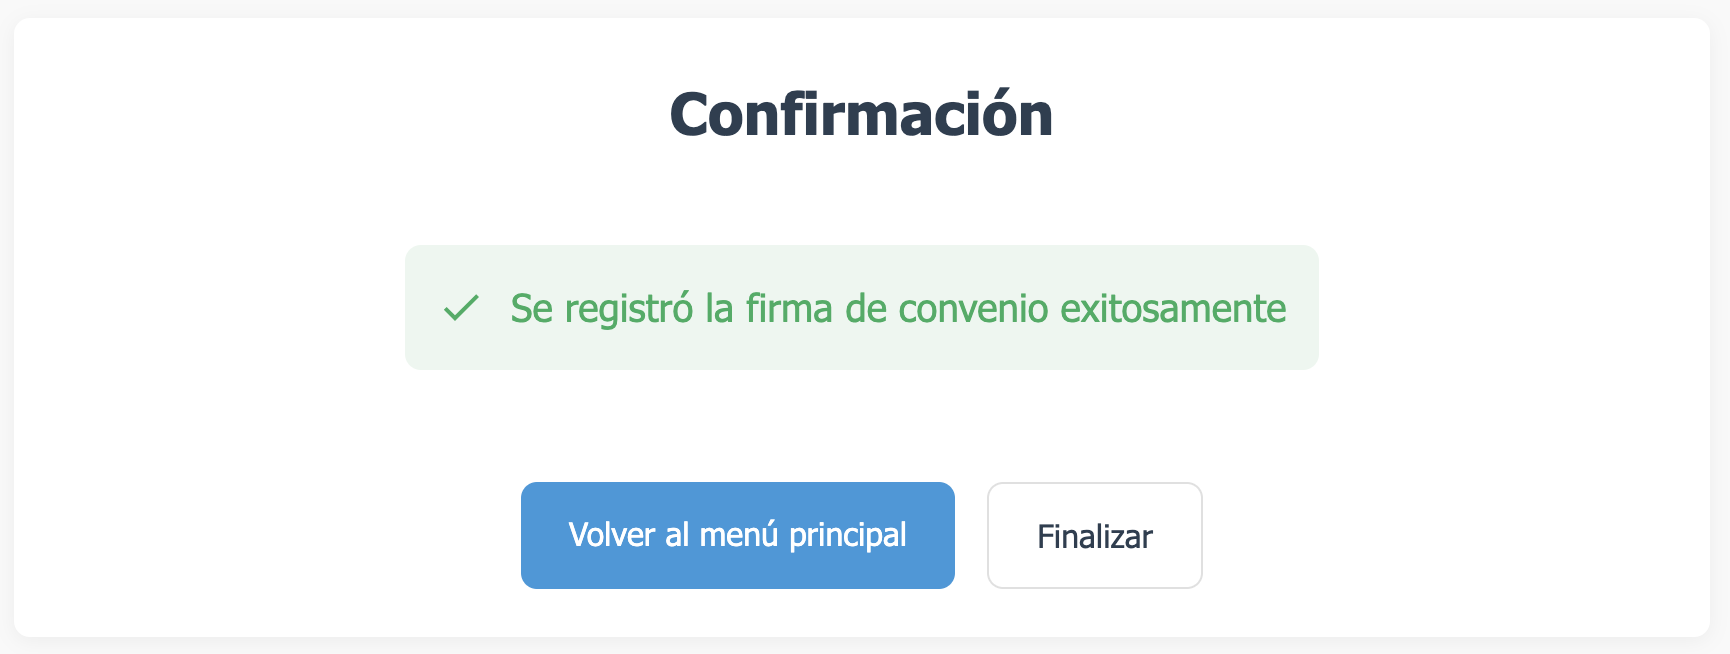 Confirmación
Se registró la firma de convenio exitosamente
Volver al menú principal
Finalizar